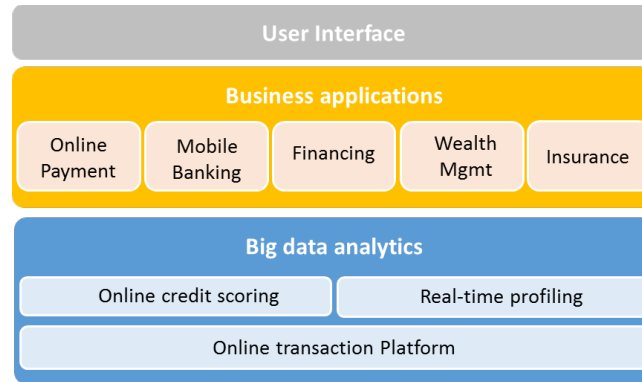 User Interface
Business applications
Online
Payment
Mobile
Banking
Financing
Wealth
Mgmt
Insurance
Big data analytics
Online credit scoring
Real-time profiling
Online transaction Platform